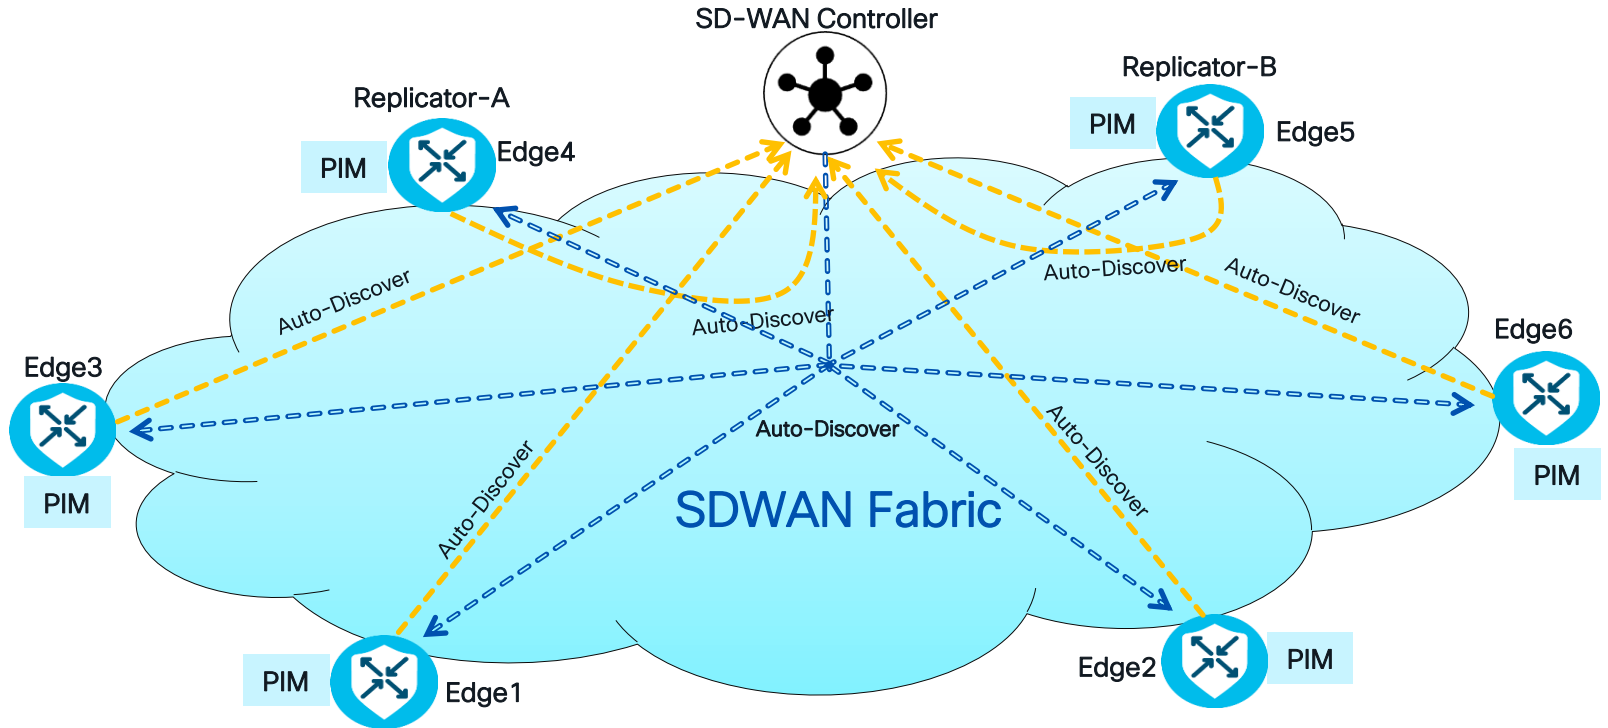 SD-WAN Controller
Replicator-A
PIM
Edge4
Replicator-B
PIM
Edge5
Auto-Discover
Auto-Discover
Auto-Discover
Auto-Discover
Edge3
PIM
Edge6
PIM
Auto-Discover
Auto-Discover
Auto-Discover
SDWAN Fabric
PIM
Edge1
Edge2
PIM